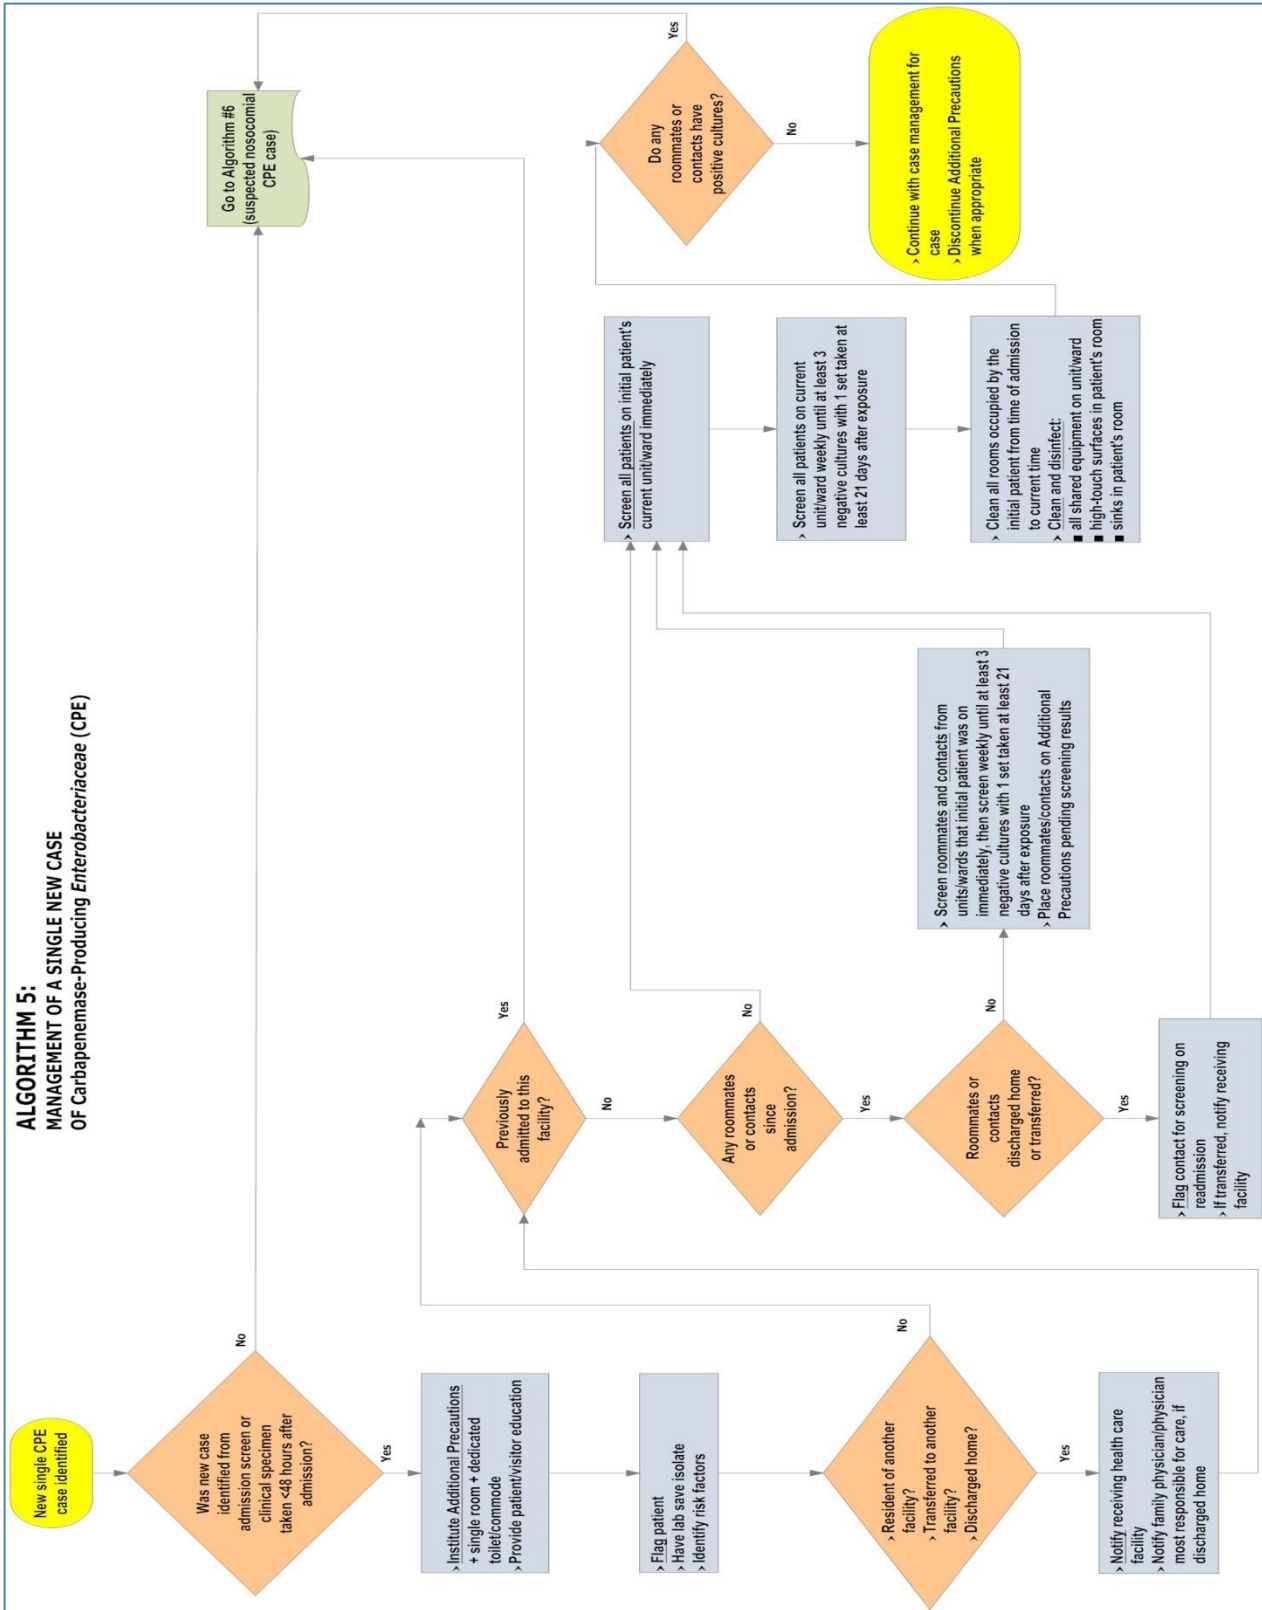 ALGORITHM 5:
MANAGEMENT OF A SINGLE NEW CASE
OF Carbapenemase-Producing Enterobacteriaceae (CPE)
New single CPE
case identified
Was new case
identified from
admission screen or
clinical specimen
taken <48 hours after
admission?
No
Yes
Go to Algorithm #6
(suspected nosocomial
CPE case)
› Institute Additional Precautions
+ single room + dedicated
toilet/commode
› Provide patient/visitor education
› Flag patient
› Have lab save isolate
› Identify risk factors
› Resident of another
facility?
› Transferred to another
facility?
› Discharged home?
No
Yes
› Notify receiving health care
facility
› Notify family physician/physician
most responsible for care, if
discharged home
Previously
admitted to this
facility?
Yes
No
Any roommates
or contacts
since
admission?
No
Yes
Roommates or
contacts
discharged home
or transferred?
No
Yes
› Flag contact for screening on
readmission
› If transferred, notify receiving
facility
› Screen roommates and contacts from
units/wards that initial patient was on
immediately, then screen weekly until at least 3
negative cultures with 1 set taken at least 21
days after exposure
› Place roommates/contacts on Additional
Precautions pending screening results
› Screen all patients on initial patient's
current unit/ward immediately
› Screen all patients on current
unit/ward weekly until at least 3
negative cultures with 1 set taken at
least 21 days after exposure
› Clean all rooms occupied by the
initial patient from time of admission
to current time
› Clean and disinfect:
■ all shared equipment on unit/ward
■ high-touch surfaces in patient's room
■ sinks in patient's room
Do any
roommates or
contacts have
positive cultures?
Yes
No
› Continue with case management for
case
› Discontinue Additional Precautions
when appropriate